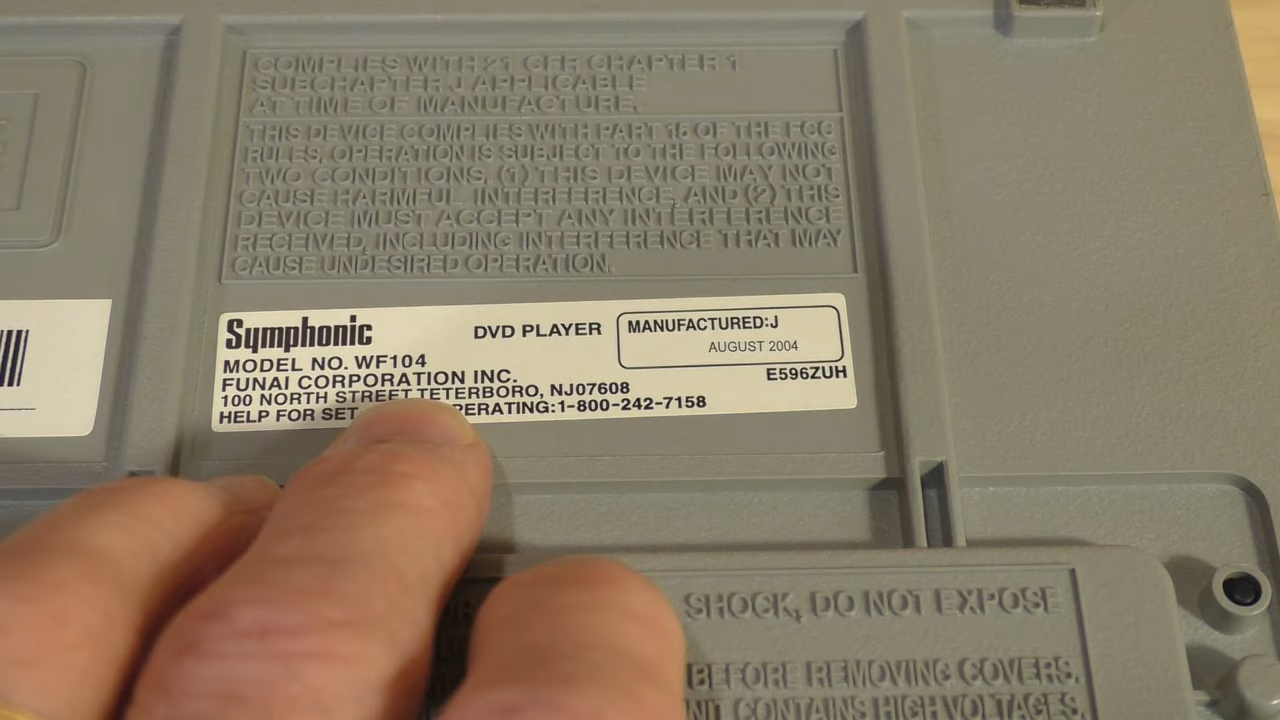 COMPLIES WITH 21 CFR CHAPTER 1
SUBCHAPTER J APPLICABLE
AT TIME OF MANUFACTURE.
THIS DEVICE COMPLIES WITH PART 15 OF THE FCC
RULES. OPERATION IS SUBJECT TO THE FOLLOWING
TWO CONDITIONS, (1) THIS DEVICE MAY NOT
CAUSE HARMFUL INTERFERENCE, AND (2) THIS
DEVICE MUST ACCEPT ANY INTERFERENCE
RECEIVED, INCLUDING INTERFERENCE THAT MAY
CAUSE UNDESIRED OPERATION.
Symphonic DVD PLAYER MANUFACTURED:J
AUGUST 2004
MODEL NO. WF104
E596ZUH
FUNAI CORPORATION INC.
100 NORTH STREET TETERBORO, NJ07608
HELP FOR SET PERATING:1-800-242-7158
SHOCK, DO NOT EXPOSE
BEFORE REMOVING COVERS.
NIT CONTAINS HIGH VOLTAGES.